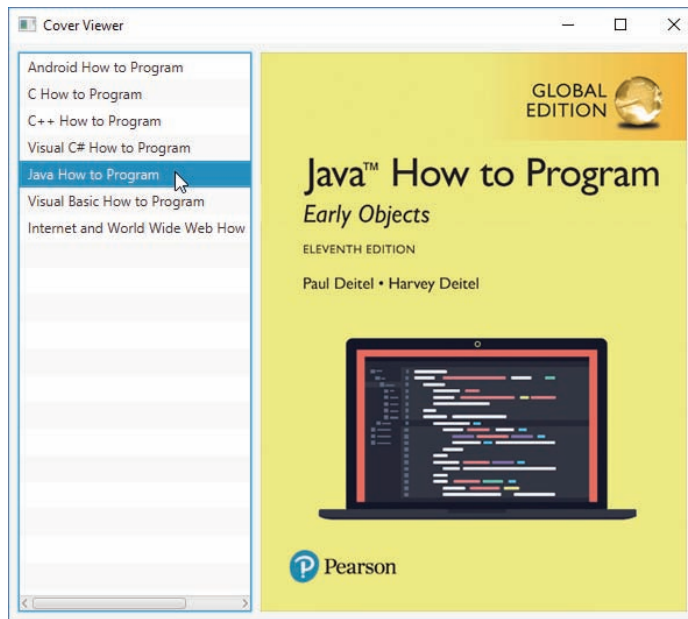 Cover Viewer
Android How to Program
C How to Program
C++ How to Program
Visual C# How to Program
Java How to Program
Visual Basic How to Program
Internet and World Wide Web How
GLOBAL
EDITION
Java™ How to Program
Early Objects
ELEVENTH EDITION
Paul Deitel • Harvey Deitel
P Pearson